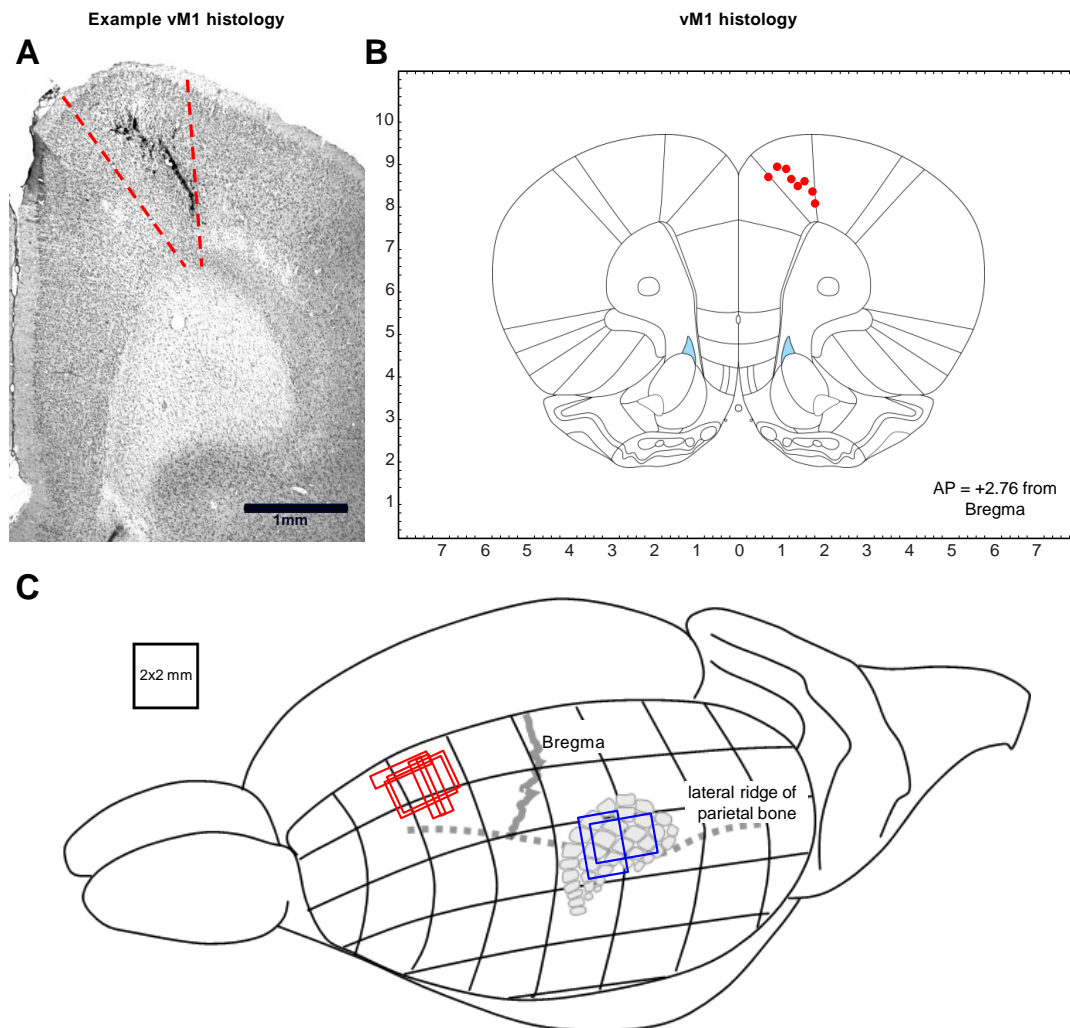 Example vM1 histology
vM1 histology
A
B
1mm
10
9
8
7
6
5
4
3
2
1
AP = +2.76 from
Bregma
7 6 5 4 3 2 1 0 1 2 3 4 5 6 7
C
2x2 mm
Bregma
lateral ridge of
parietal bone